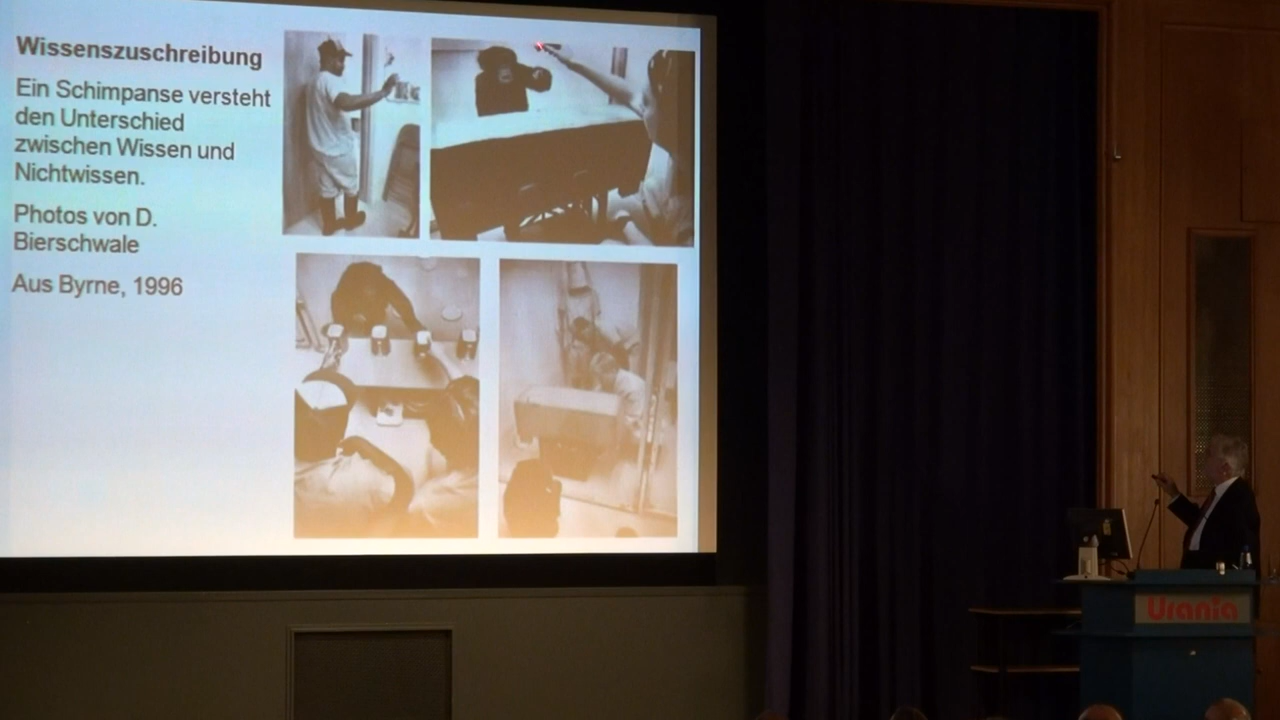 Wissenszuschreibung
Ein Schimpanse versteht
den Unterschied
zwischen Wissen und
Nichtwissen.
Photos von D.
Bierschwale
Aus Byrne, 1996
Urania